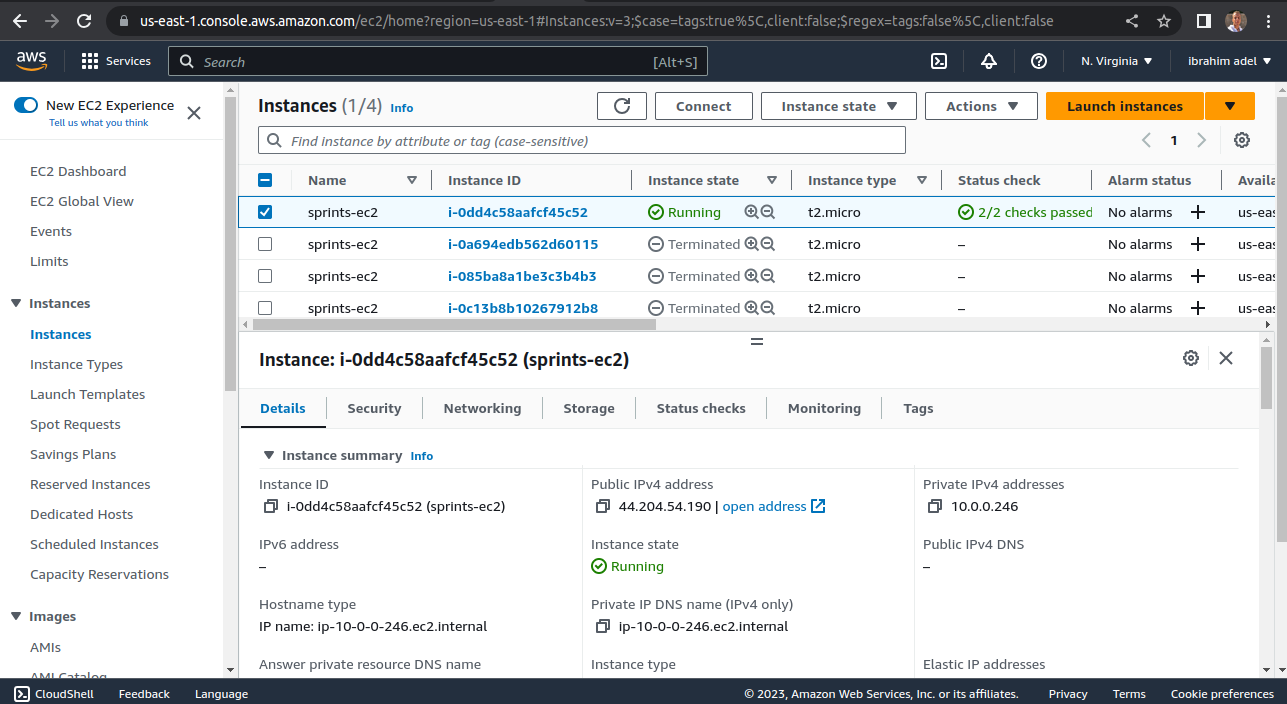 us-east-1.console.aws.amazon.com/ec2/home?region=us-east-1#Instances:v=3;$case=tags:true%5C,client:false;$regex=tags:false%5C,client:false
aws Services Search [Alt+S] N. Virginia ibrahim adel
New EC2 Experience
Tell us what you think
EC2 Dashboard
EC2 Global View
Events
Limits
Instances
Instances
Instance Types
Launch Templates
Spot Requests
Savings Plans
Reserved Instances
Dedicated Hosts
Scheduled Instances
Capacity Reservations
Images
AMIs
AMI Catalog
Instances (1/4) Info Connect Instance state Actions Launch instances
Find instance by attribute or tag (case-sensitive) 1
Name Instance ID Instance state Instance type Status check Alarm status Availa
sprints-ec2 i-0dd4c58aafcf45c52 Running t2.micro 2/2 checks passed No alarms us-eas
sprints-ec2 i-0a694edb562d60115 Terminated t2.micro – No alarms us-eas
sprints-ec2 i-085ba8a1be3c3b4b3 Terminated t2.micro – No alarms us-eas
sprints-ec2 i-0c13b8b10267912b8 Terminated t2.micro – No alarms us-eas
Instance: i-0dd4c58aafcf45c52 (sprints-ec2)
Details Security Networking Storage Status checks Monitoring Tags
Instance summary Info
Instance ID Public IPv4 address Private IPv4 addresses
i-0dd4c58aafcf45c52 (sprints-ec2) 44.204.54.190 | open address 10.0.0.246
IPv6 address Instance state Public IPv4 DNS
– Running –
Hostname type Private IP DNS name (IPv4 only)
IP name: ip-10-0-0-246.ec2.internal ip-10-0-0-246.ec2.internal
Answer private resource DNS name Instance type Elastic IP addresses
CloudShell Feedback Language © 2023, Amazon Web Services, Inc. or its affiliates. Privacy Terms Cookie preferences